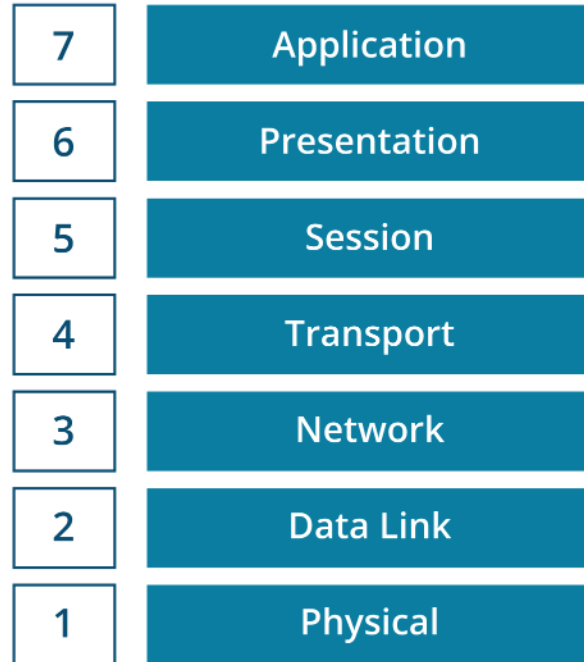 7 Application
6 Presentation
5 Session
4 Transport
3 Network
2 Data Link
1 Physical